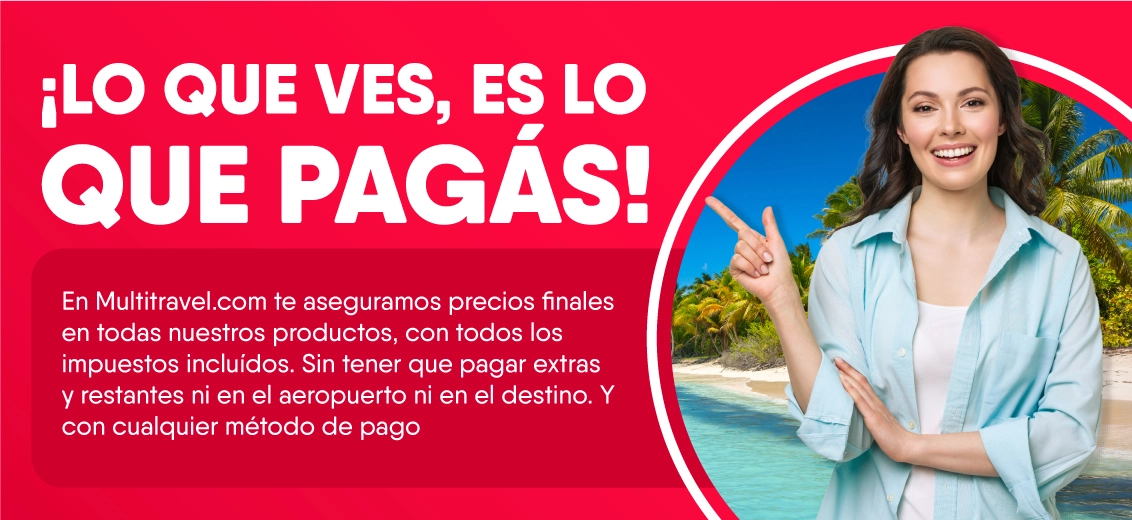 ¡LO QUE VES, ES LO
QUE PAGÁS!
En Multitravel.com te aseguramos precios finales
en todas nuestros productos, con todos los
impuestos incluídos. Sin tener que pagar extras
y restantes ni en el aeropuerto ni en el destino. Y
con cualquier método de pago